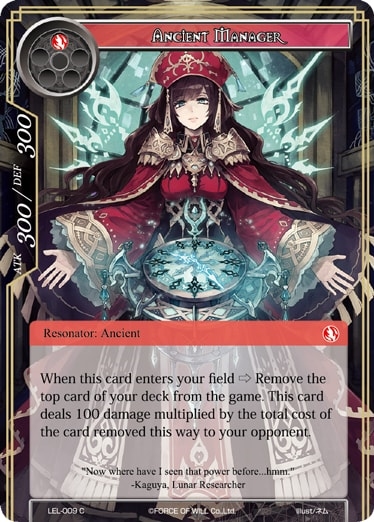 Ancient Manager
ATK 300 / DEF 300
Resonator: Ancient
When this card enters your field ⇨ Remove the
top card of your deck from the game. This card
deals 100 damage multiplied by the total cost of
the card removed this way to your opponent.
"Now where have I seen that power before...hmm."
-Kaguya, Lunar Researcher
LEL-009 C ©FORCE OF WILL Co.,Ltd. illust/ネム